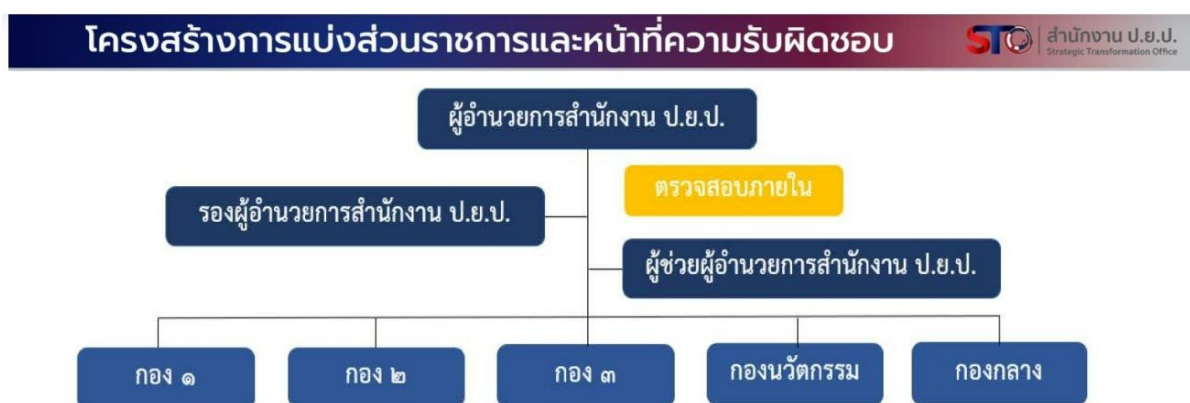 โครงสร้างการแบ่งส่วนราชการและหน้าที่ความรับผิดชอบ
STO สำนักงาน ป.ย.ป.
Strategic Transformation Office
ผู้อำนวยการสำนักงาน ป.ย.ป.
ตรวจสอบภายใน
รองผู้อำนวยการสำนักงาน ป.ย.ป.
ผู้ช่วยผู้อำนวยการสำนักงาน ป.ย.ป.
กอง ๑
กอง ๒
กอง ๓
กองนวัตกรรม
กองกลาง